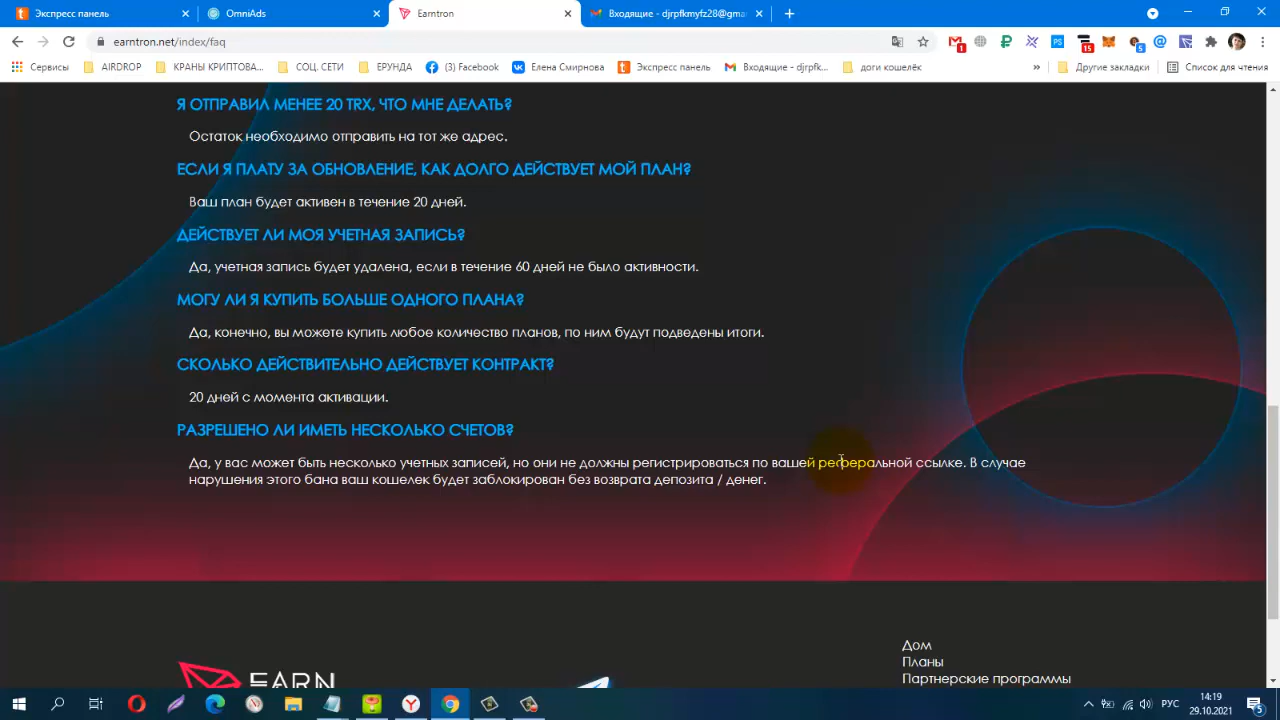 Экспресс панель
OmniAds
Earntron
Входящие - djrpfkmyfz28@gma
earntron.net/index/faq
1
PS
15
5
Сервисы
AIRDROP
КРАНЫ КРИПТОВА...
СОЦ. СЕТИ
ЕРУНДА
(3) Facebook
Елена Смирнова
Экспресс панель
Входящие - djrpfk...
доги кошелёк
»
Другие закладки
Список для чтения
Я ОТПРАВИЛ МЕНЕЕ 20 TRX, ЧТО МНЕ ДЕЛАТЬ?
Остаток необходимо отправить на тот же адрес.
ЕСЛИ Я ПЛАТУ ЗА ОБНОВЛЕНИЕ, КАК ДОЛГО ДЕЙСТВУЕТ МОЙ ПЛАН?
Ваш план будет активен в течение 20 дней.
ДЕЙСТВУЕТ ЛИ МОЯ УЧЕТНАЯ ЗАПИСЬ?
Да, учетная запись будет удалена, если в течение 60 дней не было активности.
МОГУ ЛИ Я КУПИТЬ БОЛЬШЕ ОДНОГО ПЛАНА?
Да, конечно, вы можете купить любое количество планов, по ним будут подведены итоги.
СКОЛЬКО ДЕЙСТВИТЕЛЬНО ДЕЙСТВУЕТ КОНТРАКТ?
20 дней с момента активации.
РАЗРЕШЕНО ЛИ ИМЕТЬ НЕСКОЛЬКО СЧЕТОВ?
Да, у вас может быть несколько учетных записей, но они не должны регистрироваться по вашей реферальной ссылке. В случае
нарушения этого бана ваш кошелек будет заблокирован без возврата депозита / денег.
EARN
Дом
Планы
Партнерские программы
РУС
14:19
29.10.2021
5